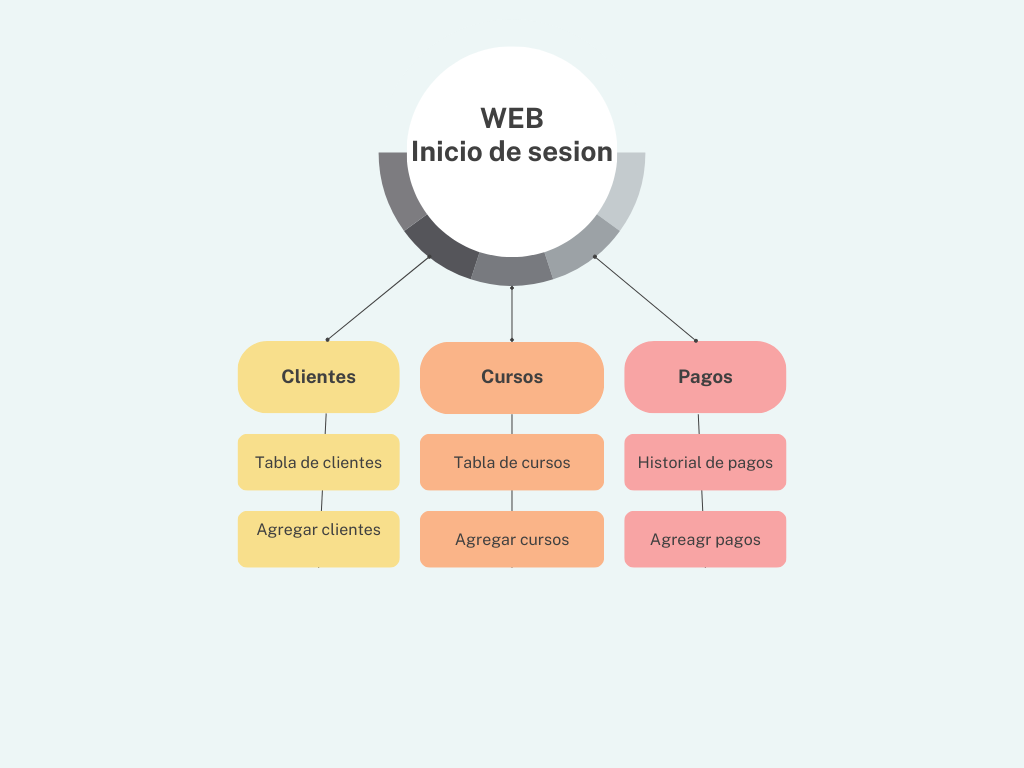 WEB
Inicio de sesion
Clientes
Cursos
Pagos
Tabla de clientes
Tabla de cursos
Historial de pagos
Agregar clientes
Agregar cursos
Agreagr pagos